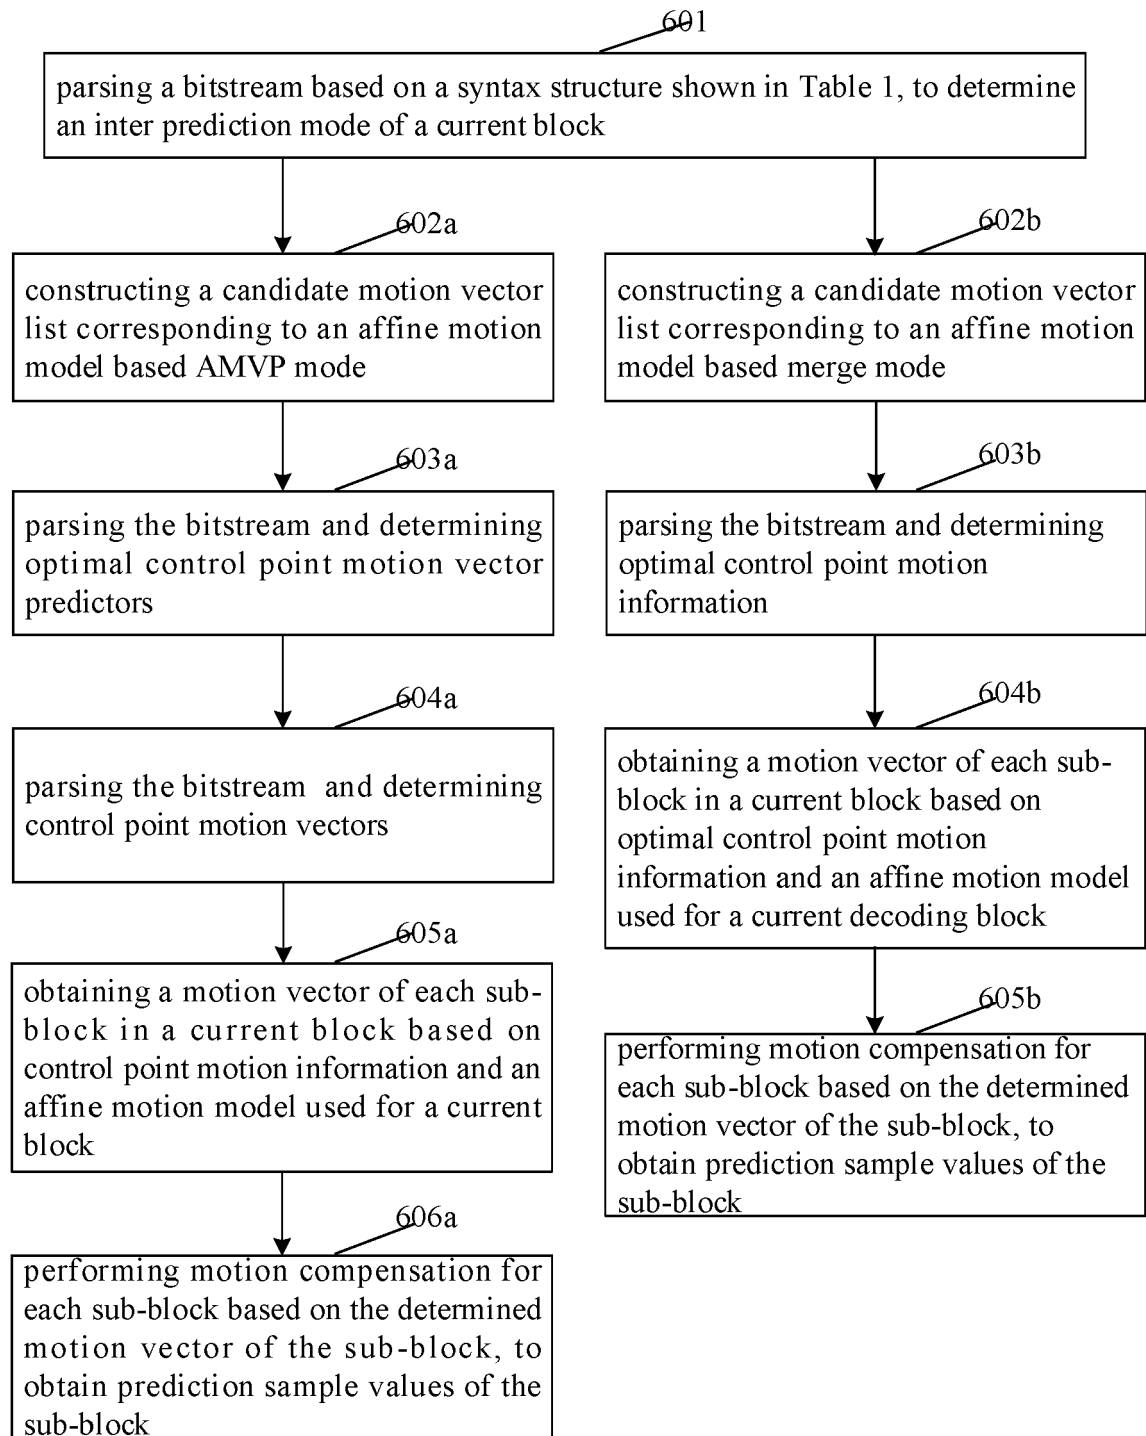 601
parsing a bitstream based on a syntax structure shown in Table 1, to determine
an inter prediction mode of a current block
602a
constructing a candidate motion vector
list corresponding to an affine motion
model based AMVP mode
603a
parsing the bitstream and determining
optimal control point motion vector
predictors
604a
parsing the bitstream and determining
control point motion vectors
605a
obtaining a motion vector of each sub-
block in a current block based on
control point motion information and an
affine motion model used for a current
block
606a
performing motion compensation for
each sub-block based on the determined
motion vector of the sub-block, to
obtain prediction sample values of the
sub-block
602b
constructing a candidate motion vector
list corresponding to an affine motion
model based merge mode
603b
parsing the bitstream and determining
optimal control point motion
information
604b
obtaining a motion vector of each sub-
block in a current block based on
optimal control point motion
information and an affine motion model
used for a current decoding block
605b
performing motion compensation for
each sub-block based on the determined
motion vector of the sub-block, to
obtain prediction sample values of the
sub-block